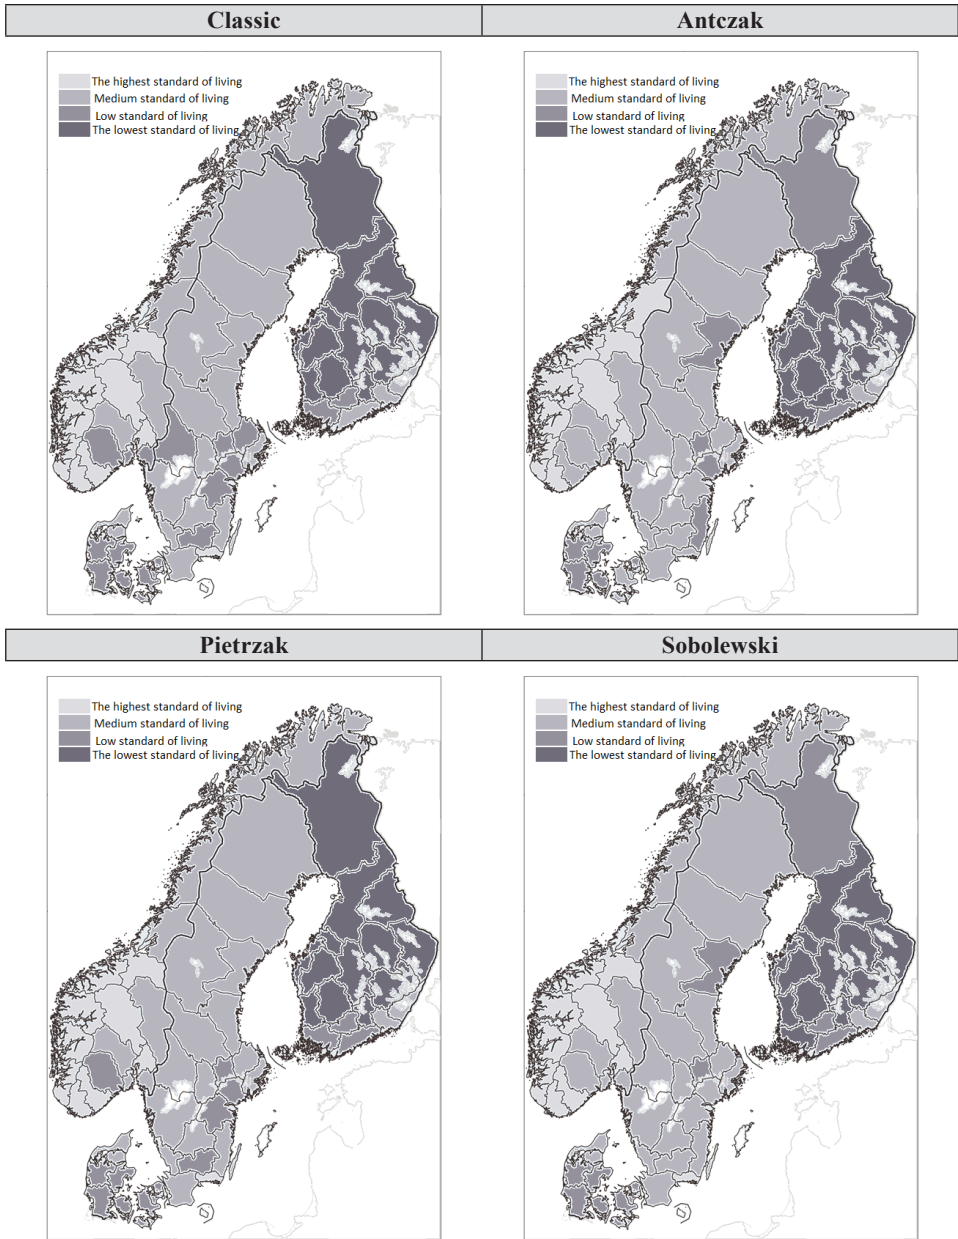 Classic
Antczak
The highest standard of living
Medium standard of living
Low standard of living
The lowest standard of living
The highest standard of living
Medium standard of living
Low standard of living
The lowest standard of living
Pietrzak
Sobolewski
The highest standard of living
Medium standard of living
Low standard of living
The lowest standard of living
The highest standard of living
Medium standard of living
Low standard of living
The lowest standard of living